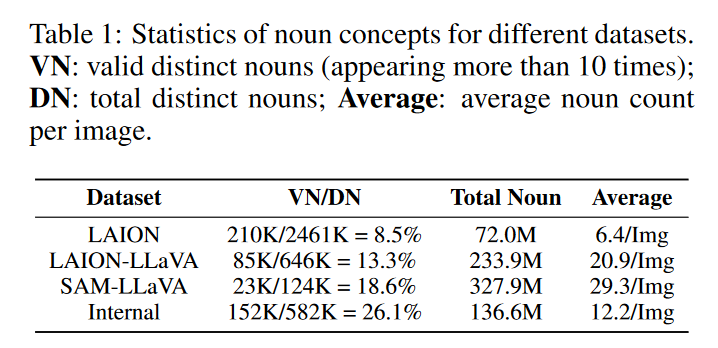 Table 1: Statistics of noun concepts for different datasets.
VN: valid distinct nouns (appearing more than 10 times);
DN: total distinct nouns; Average: average noun count
per image.
Dataset VN/DN Total Noun Average
LAION 210K/2461K = 8.5% 72.0M 6.4/Img
LAION-LLaVA 85K/646K = 13.3% 233.9M 20.9/Img
SAM-LLaVA 23K/124K = 18.6% 327.9M 29.3/Img
Internal 152K/582K = 26.1% 136.6M 12.2/Img